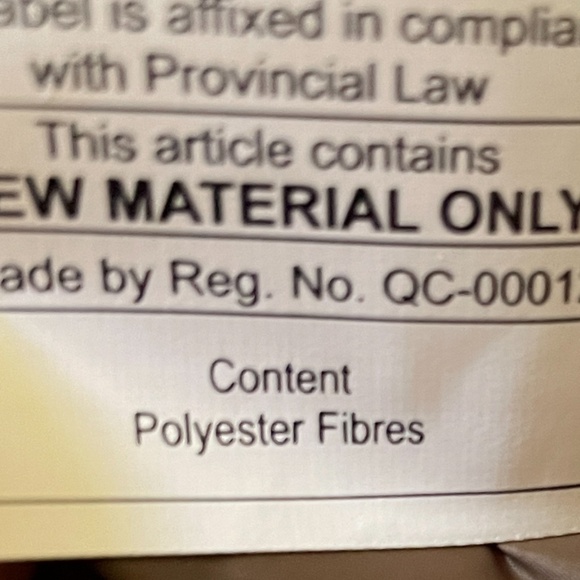 abel is affixed in complia
with Provincial Law
This article contains
EW MATERIAL ONLY
ade by Reg. No. QC-0001
Content
Polyester Fibres